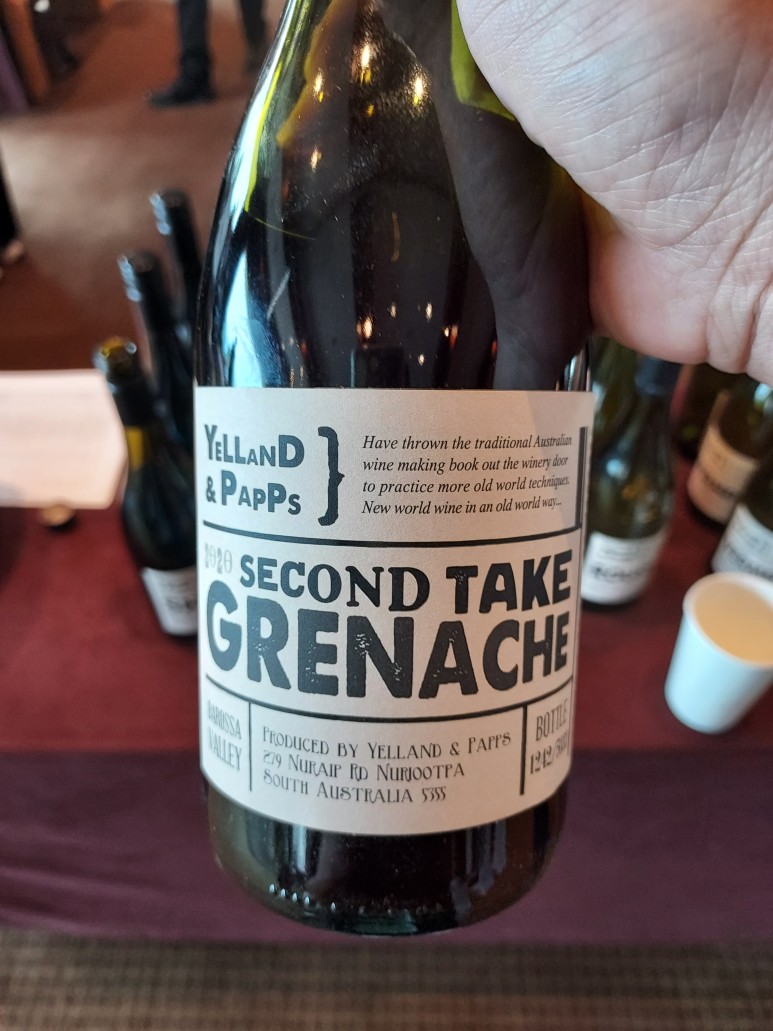 YELLAND
& PAPPS
Have thrown the traditional Australian
wine making book out the winery door
to practice more old world techniques.
New world wine in an old world way...
2020 SECOND TAKE
GRENACHE
BAROSSA
VALLEY
PRODUCED BY YELLAND & PAPPS
279 NURAIP RD NURIOOTPA
SOUTH AUSTRALIA 5355
BOTTLE